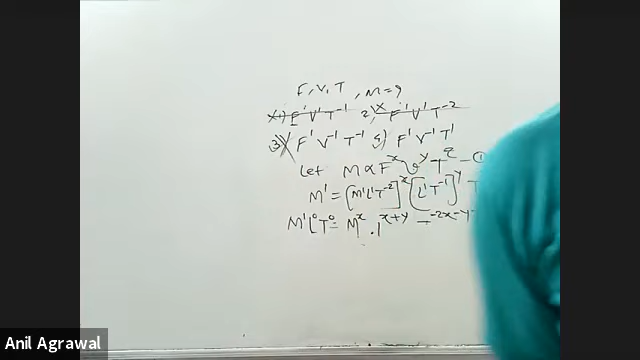 F, V, T , M = ?
1) F¹ V¹ T⁻¹ 2) F¹ V¹ T⁻²
3) F¹ V⁻¹ T⁻¹ 4) F¹ V⁻¹ T¹
Let M ∝ F^x v^y T^z - ①
M¹ = [M¹L¹T⁻²]^x [L¹T⁻¹]^y T
M¹L⁰T⁰ = M^x . L^x+y T^-2x-y
Anil Agrawal